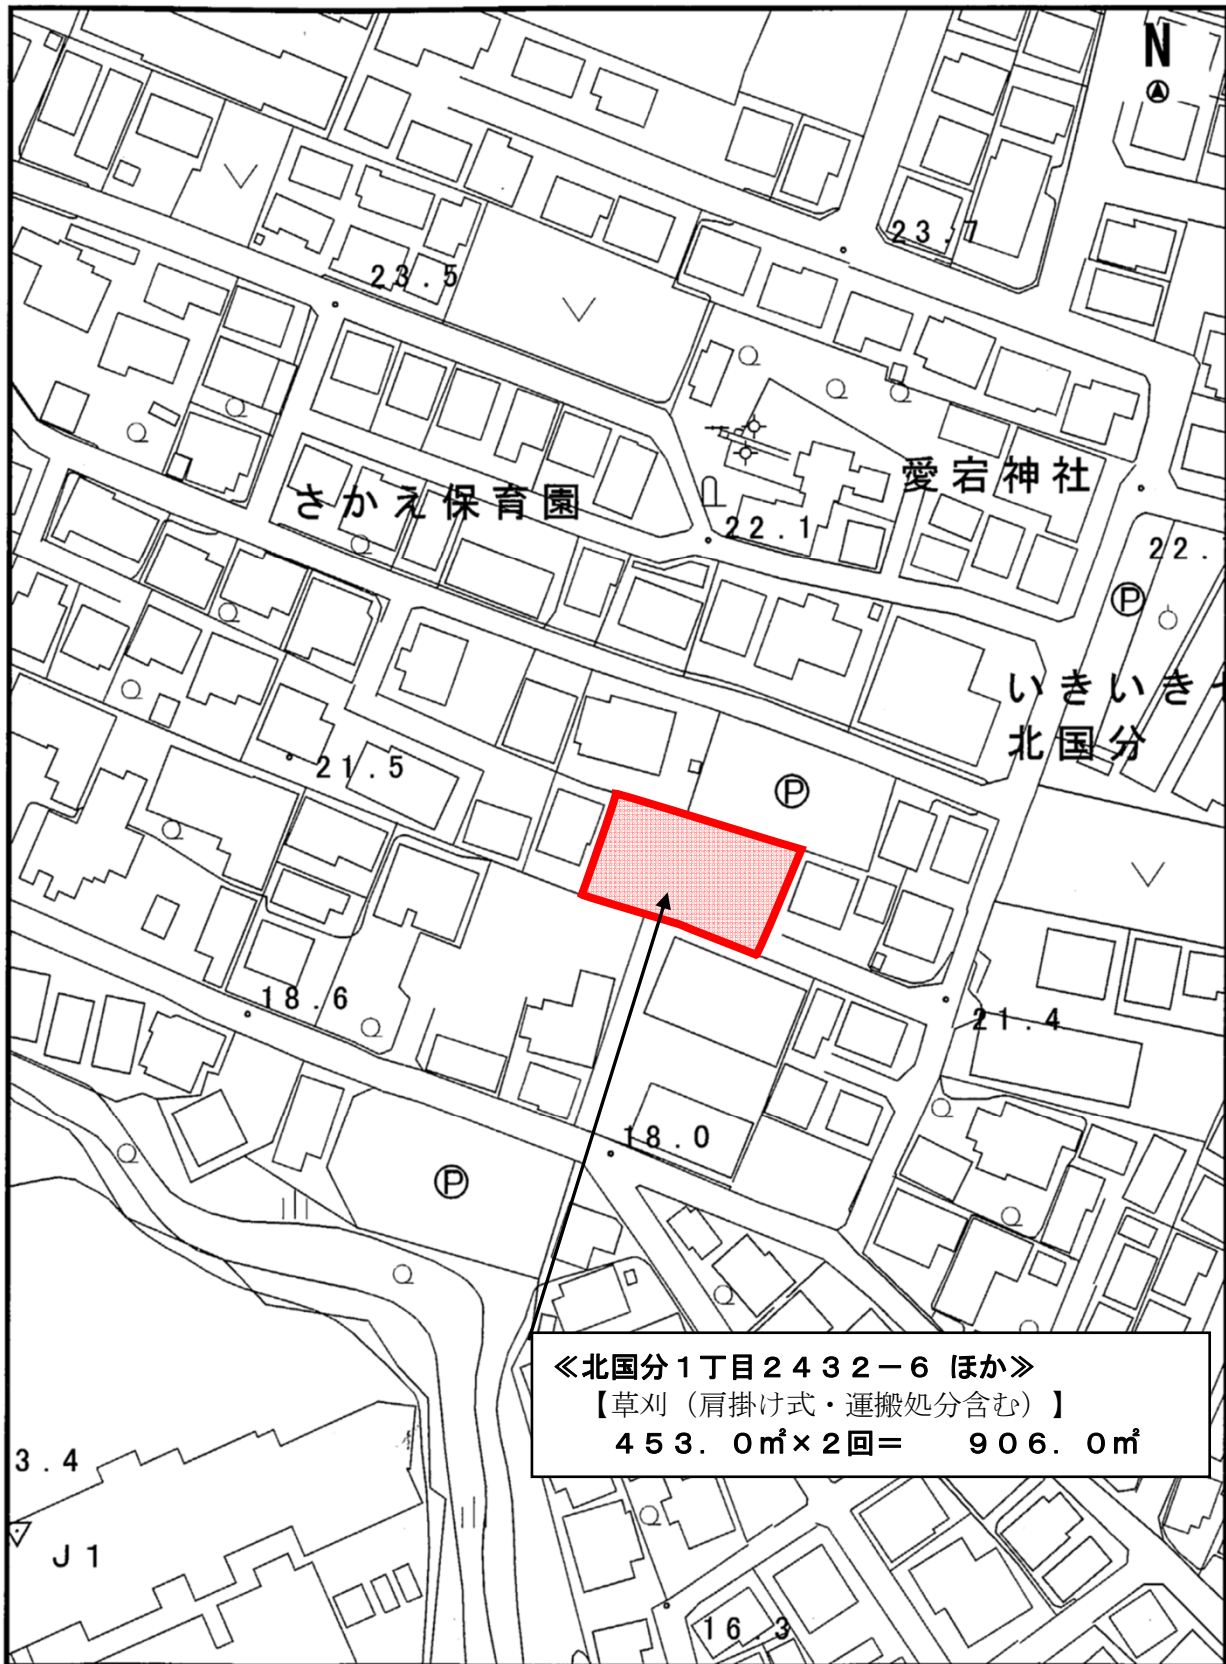 N
23.7
23.5
愛宕神社
さかえ保育園
22.1
22.
Ⓟ
いきいき
北国分
21.5
Ⓟ
18.6
21.4
18.0
Ⓟ
≪北国分1丁目2432-6 ほか≫
【草刈（肩掛け式・運搬処分含む）】
453.0㎡×2回= 906.0㎡
3.4
J1
16.3